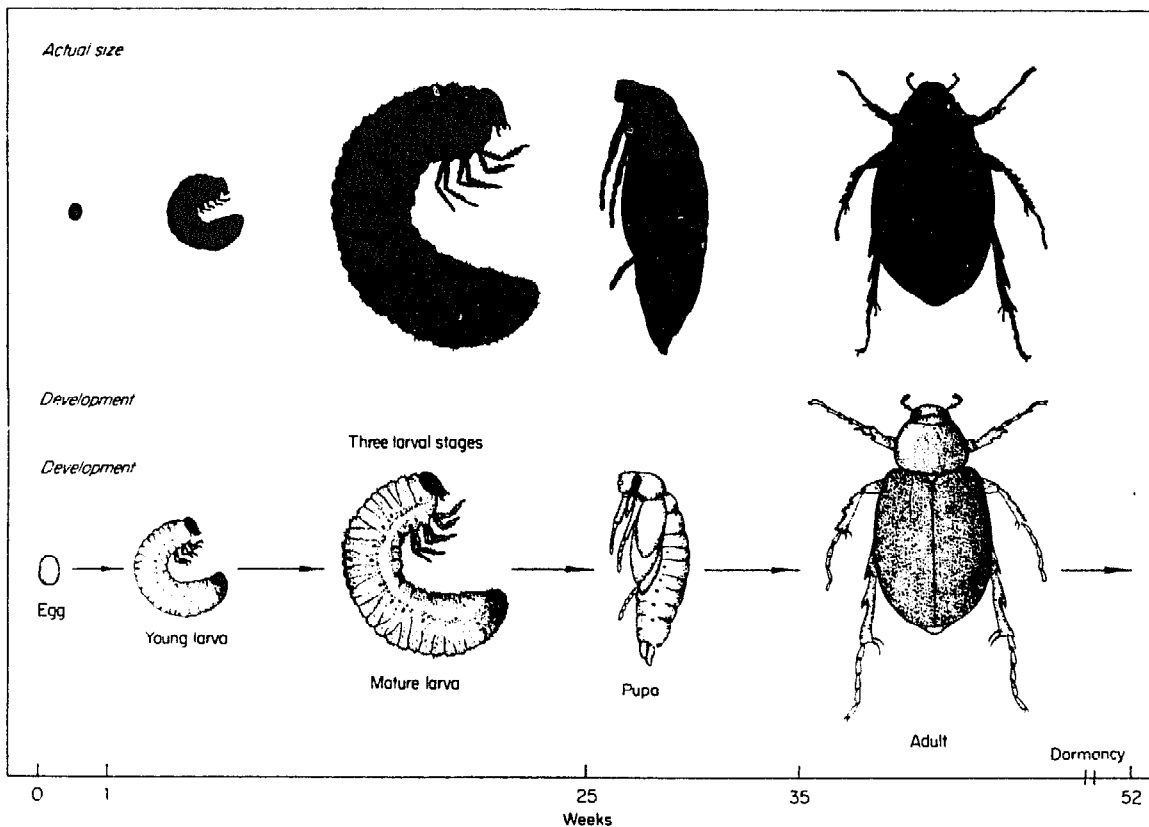 Actual size
Development
Three larval stages
Development
Egg
Young larva
Mature larva
Pupa
Adult
Dormancy
0 1 25 35 52
Weeks